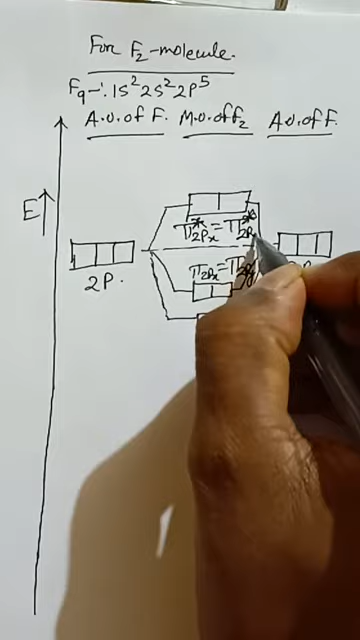 For F₂-molecule.
F₉-: 1S² 2S² 2P⁵
A.O.of F. M.O.of F₂ A.O.of F.
E
π*2Px = π*2Py
2P.
π2Px = π2Py